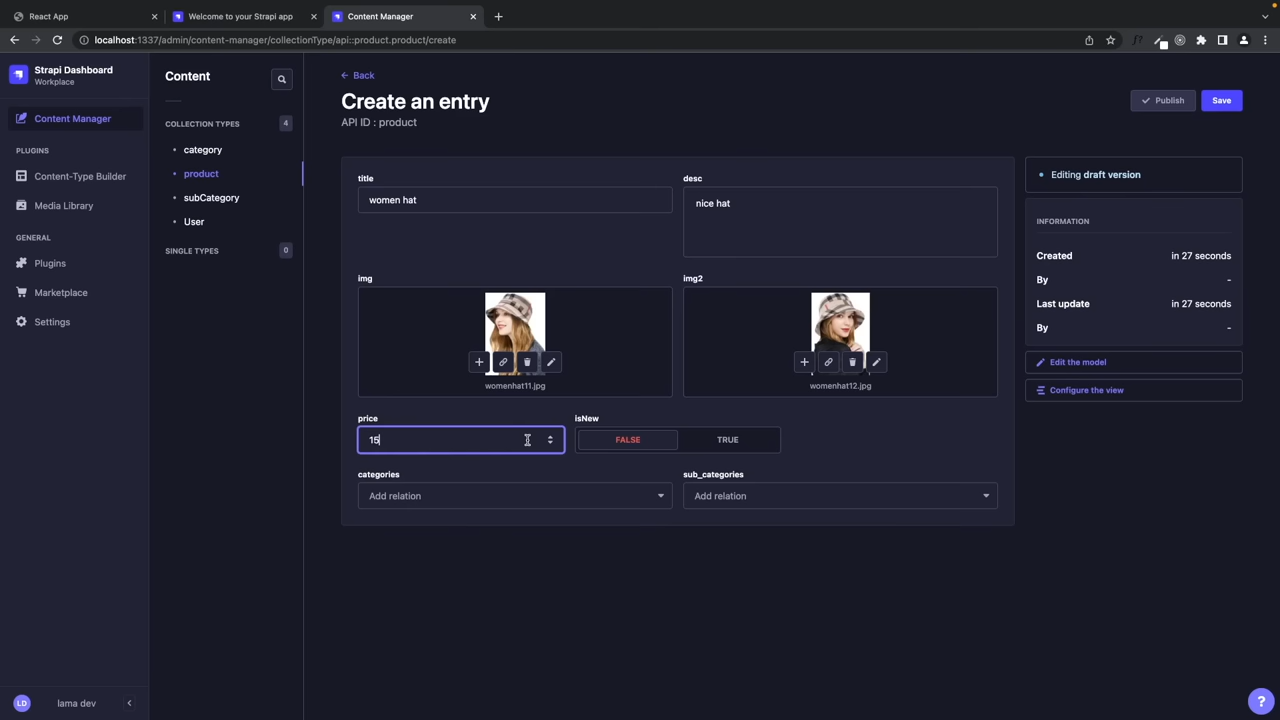 React App
Welcome to your Strapi app
Content Manager
localhost:1337/admin/content-manager/collectionType/api::product.product/create
Strapi Dashboard
Workplace
Content Manager
PLUGINS
Content-Type Builder
Media Library
GENERAL
Plugins
Marketplace
Settings
LD
lama dev
Content
COLLECTION TYPES
4
category
product
subCategory
User
SINGLE TYPES
0
Back
Create an entry
API ID : product
Publish
Save
title
women hat
desc
nice hat
img
womenhat11.jpg
img2
womenhat12.jpg
price
15
isNew
FALSE
TRUE
categories
Add relation
sub_categories
Add relation
Editing draft version
INFORMATION
Created
in 27 seconds
By
-
Last update
in 27 seconds
By
-
Edit the model
Configure the view
?